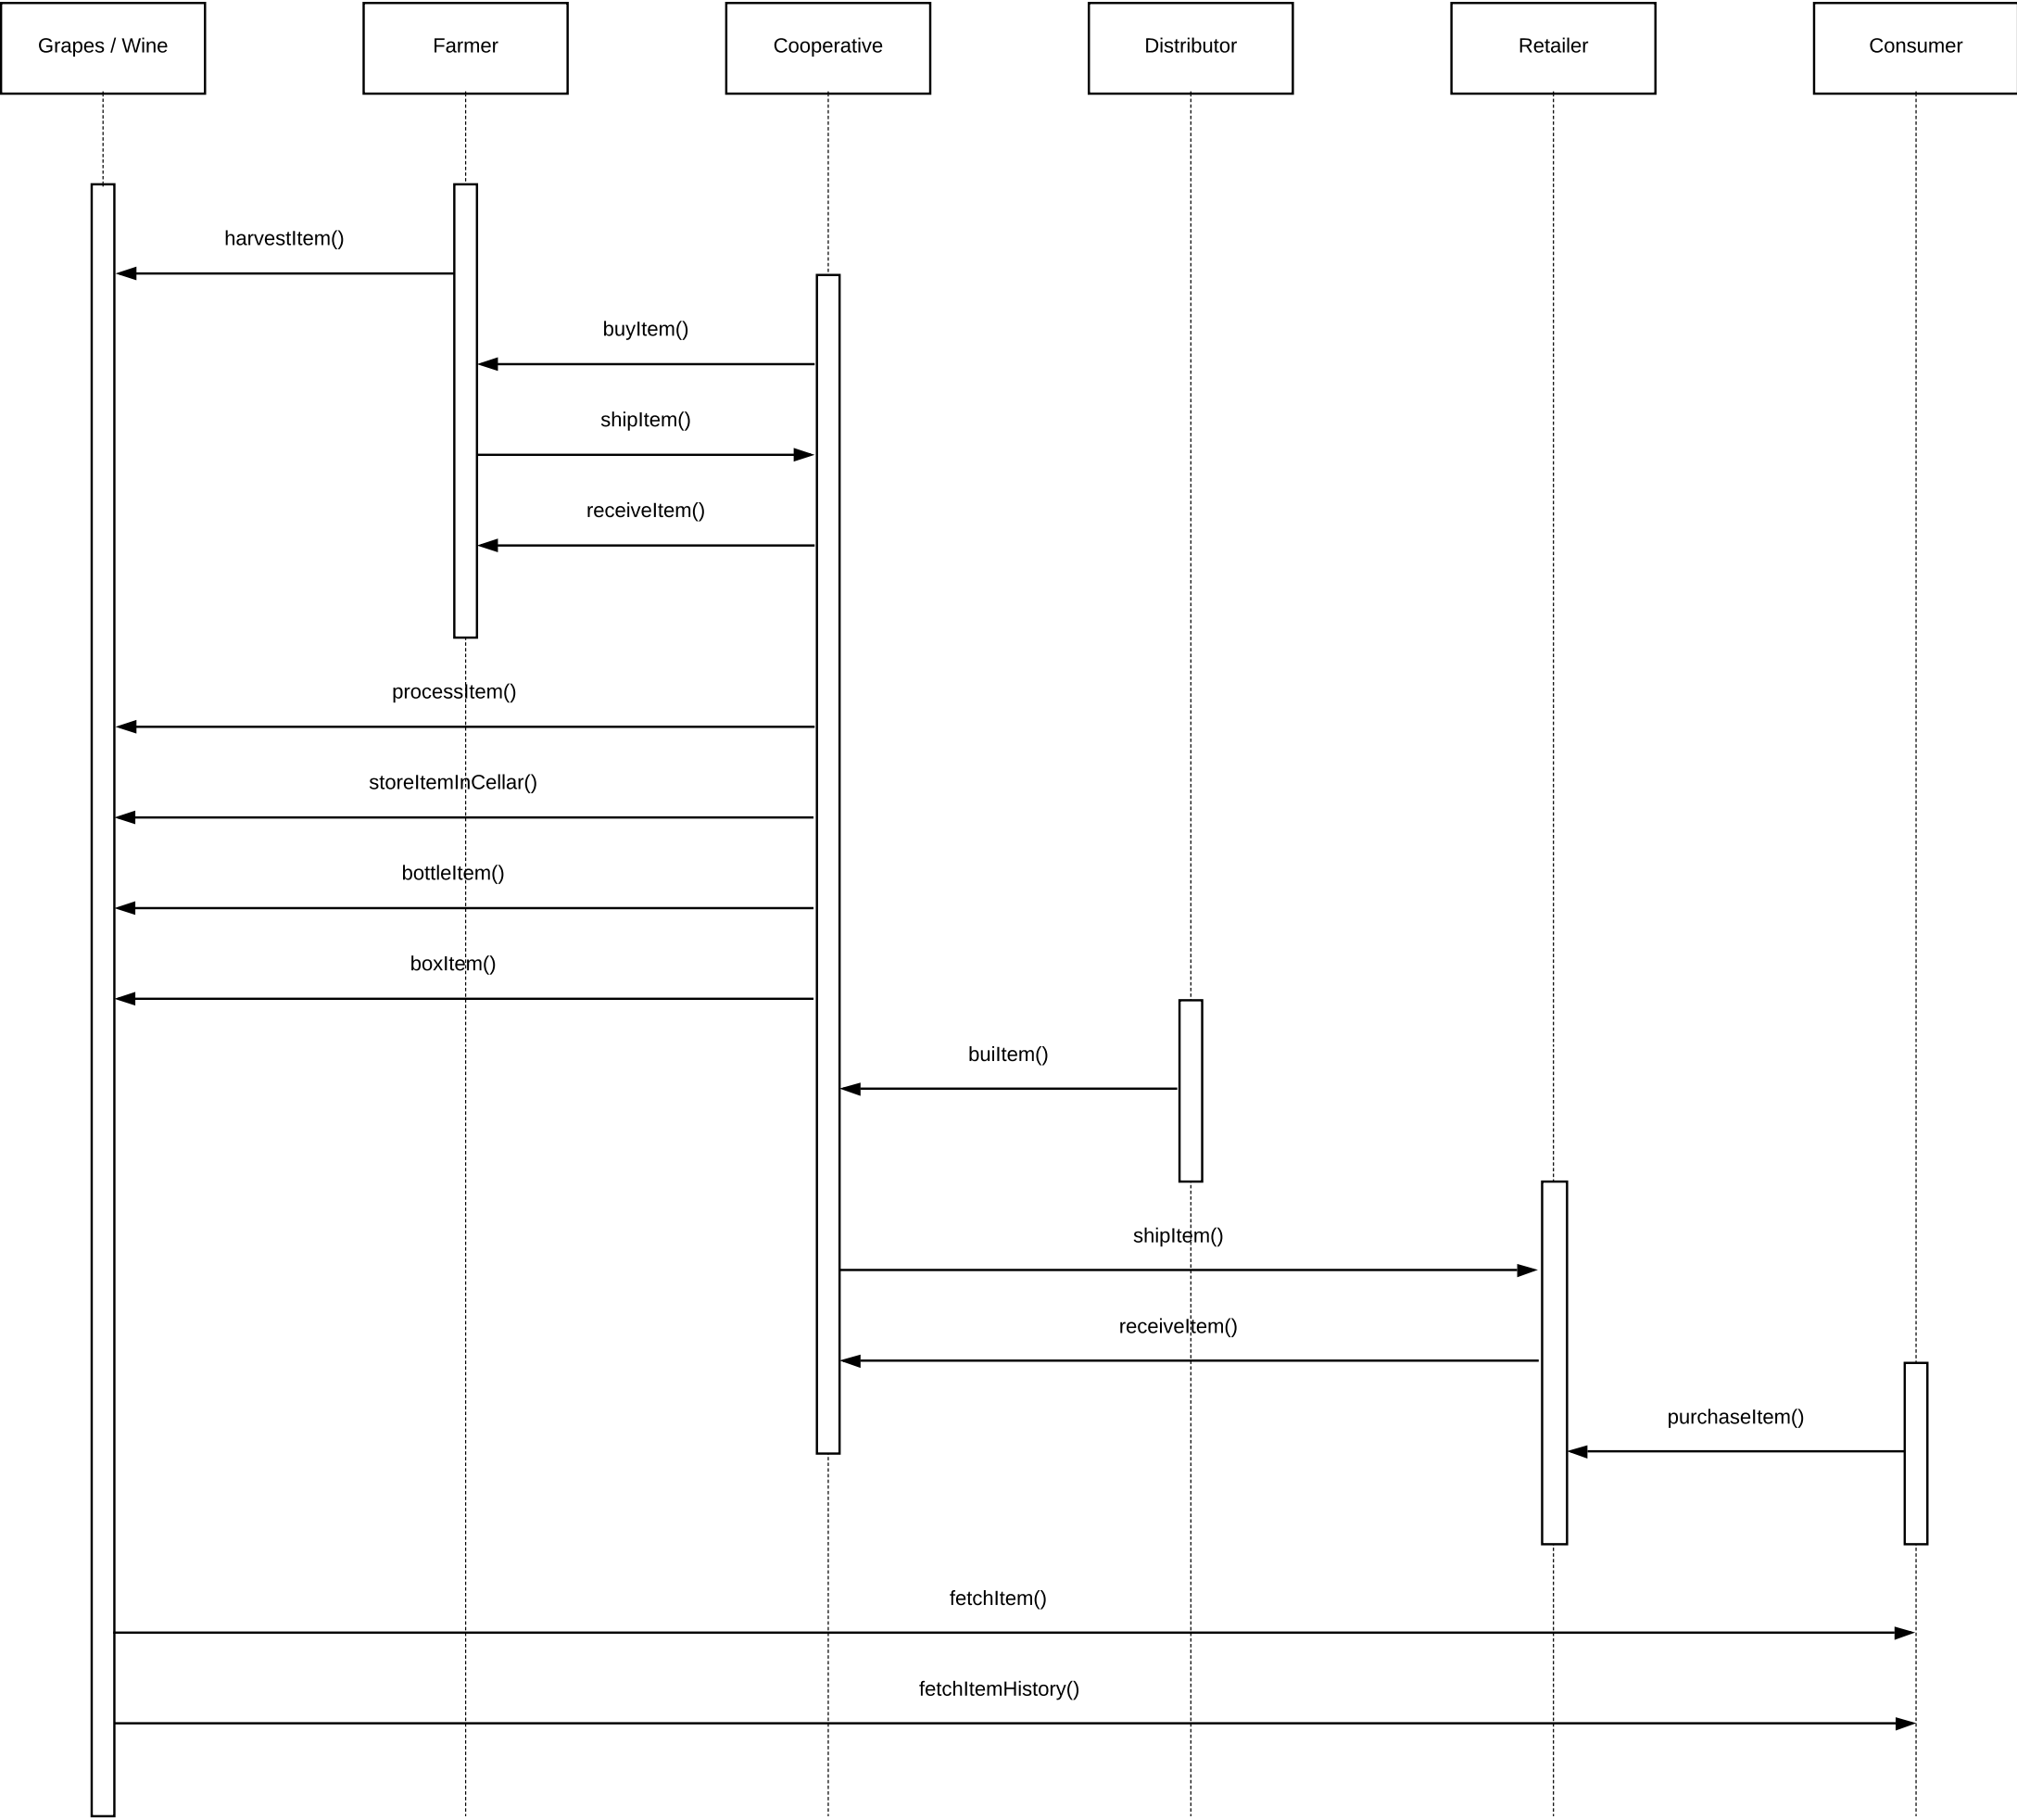 Grapes / Wine
Farmer
Cooperative
Distributor
Retailer
Consumer
harvestItem()
buyItem()
shipItem()
receiveItem()
processItem()
storeItemInCellar()
bottleItem()
boxItem()
buiItem()
shipItem()
receiveItem()
purchaseItem()
fetchItem()
fetchItemHistory()